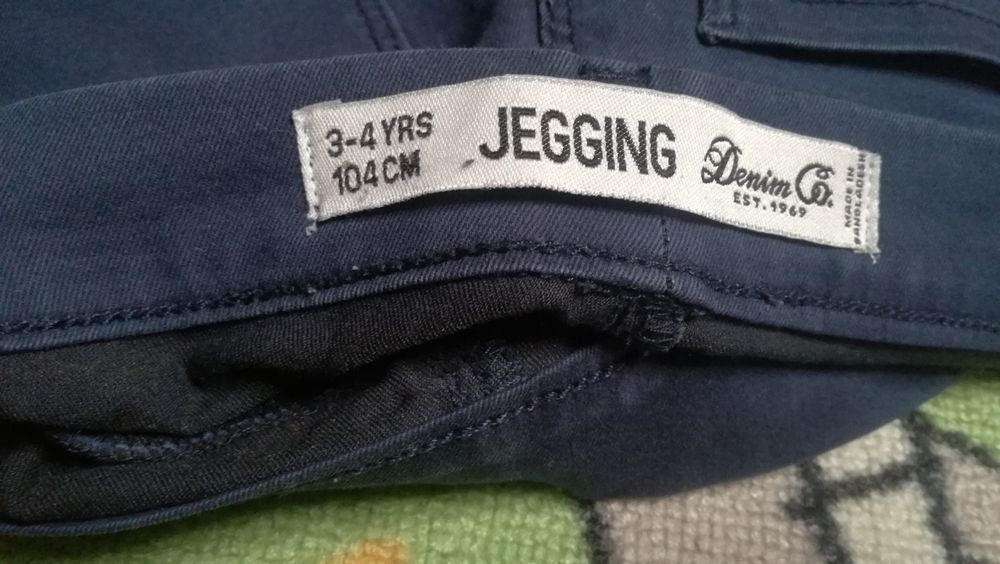 3-4 YRS
104 CM
JEGGING
Denim Co.
EST. 1969
MADE IN
BANGLADESH